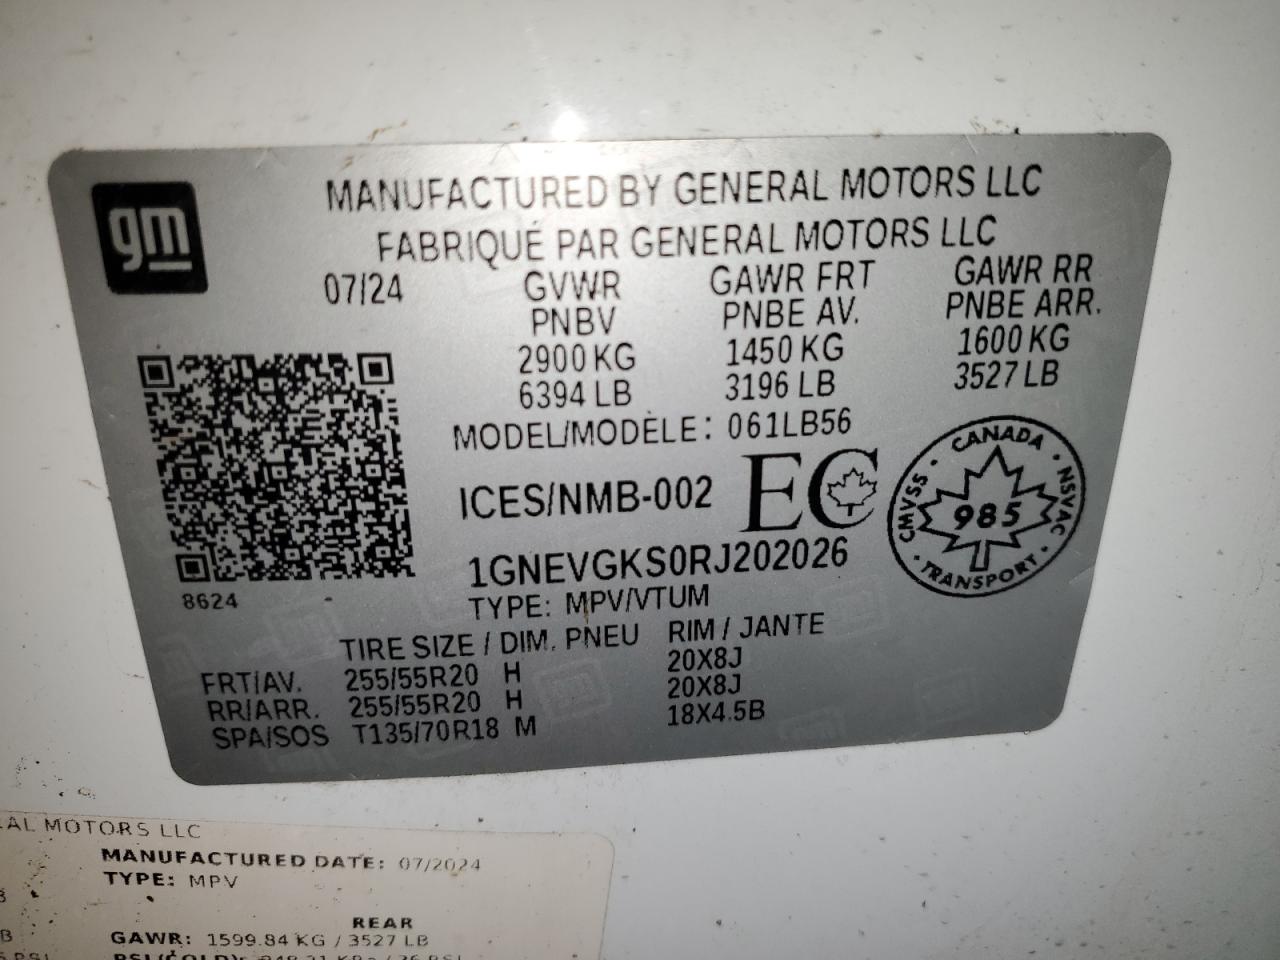 gm
MANUFACTURED BY GENERAL MOTORS LLC
FABRIQUÉ PAR GENERAL MOTORS LLC
07/24 GVWR GAWR FRT GAWR RR
PNBV PNBE AV. PNBE ARR.
2900 KG 1450 KG 1600 KG
6394 LB 3196 LB 3527 LB
MODEL/MODÈLE: 061LB56
ICES/NMB-002 EC
CANADA
CMVSS 985 NSVAC
TRANSPORT
1GNEVGKS0RJ202026
8624
TYPE: MPV/VTUM
TIRE SIZE / DIM. PNEU RIM / JANTE
FRT/AV. 255/55R20 H 20X8J
RR/ARR. 255/55R20 H 20X8J
SPA/SOS T135/70R18 M 18X4.5B
AL MOTORS LLC
MANUFACTURED DATE: 07/2024
TYPE: MPV
REAR
B GAWR: 1599.84 KG / 3527 LB